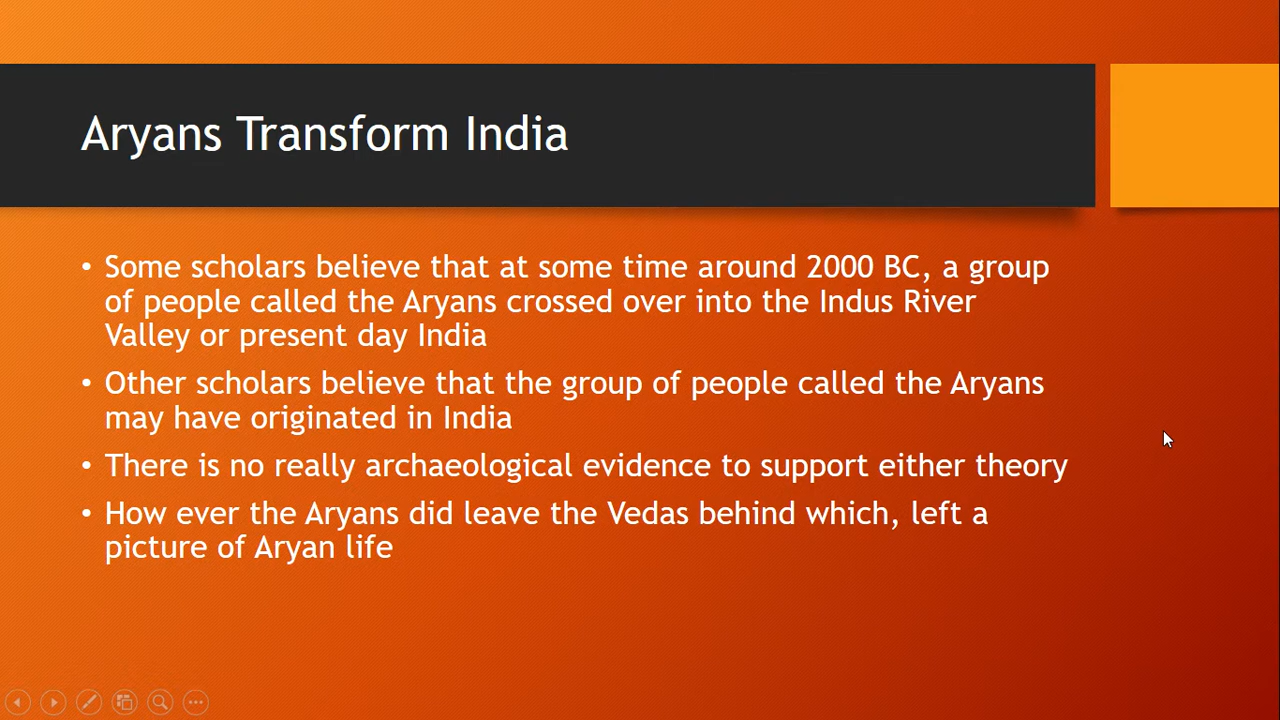 Aryans Transform India
• Some scholars believe that at some time around 2000 BC, a group
of people called the Aryans crossed over into the Indus River
Valley or present day India
• Other scholars believe that the group of people called the Aryans
may have originated in India
• There is no really archaeological evidence to support either theory
• How ever the Aryans did leave the Vedas behind which, left a
picture of Aryan life